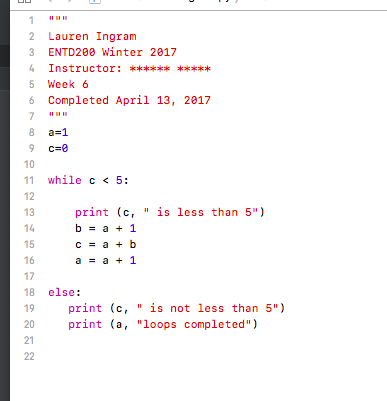 1 """
2 Lauren Ingram
3 ENTD200 Winter 2017
4 Instructor: ****** *****
5 Week 6
6 Completed April 13, 2017
7 """
8 a=1
9 c=0
10
11 while c < 5:
12
13     print (c, " is less than 5")
14     b = a + 1
15     c = a + b
16     a = a + 1
17
18 else:
19    print (c, " is not less than 5")
20    print (a, "loops completed")
21
22